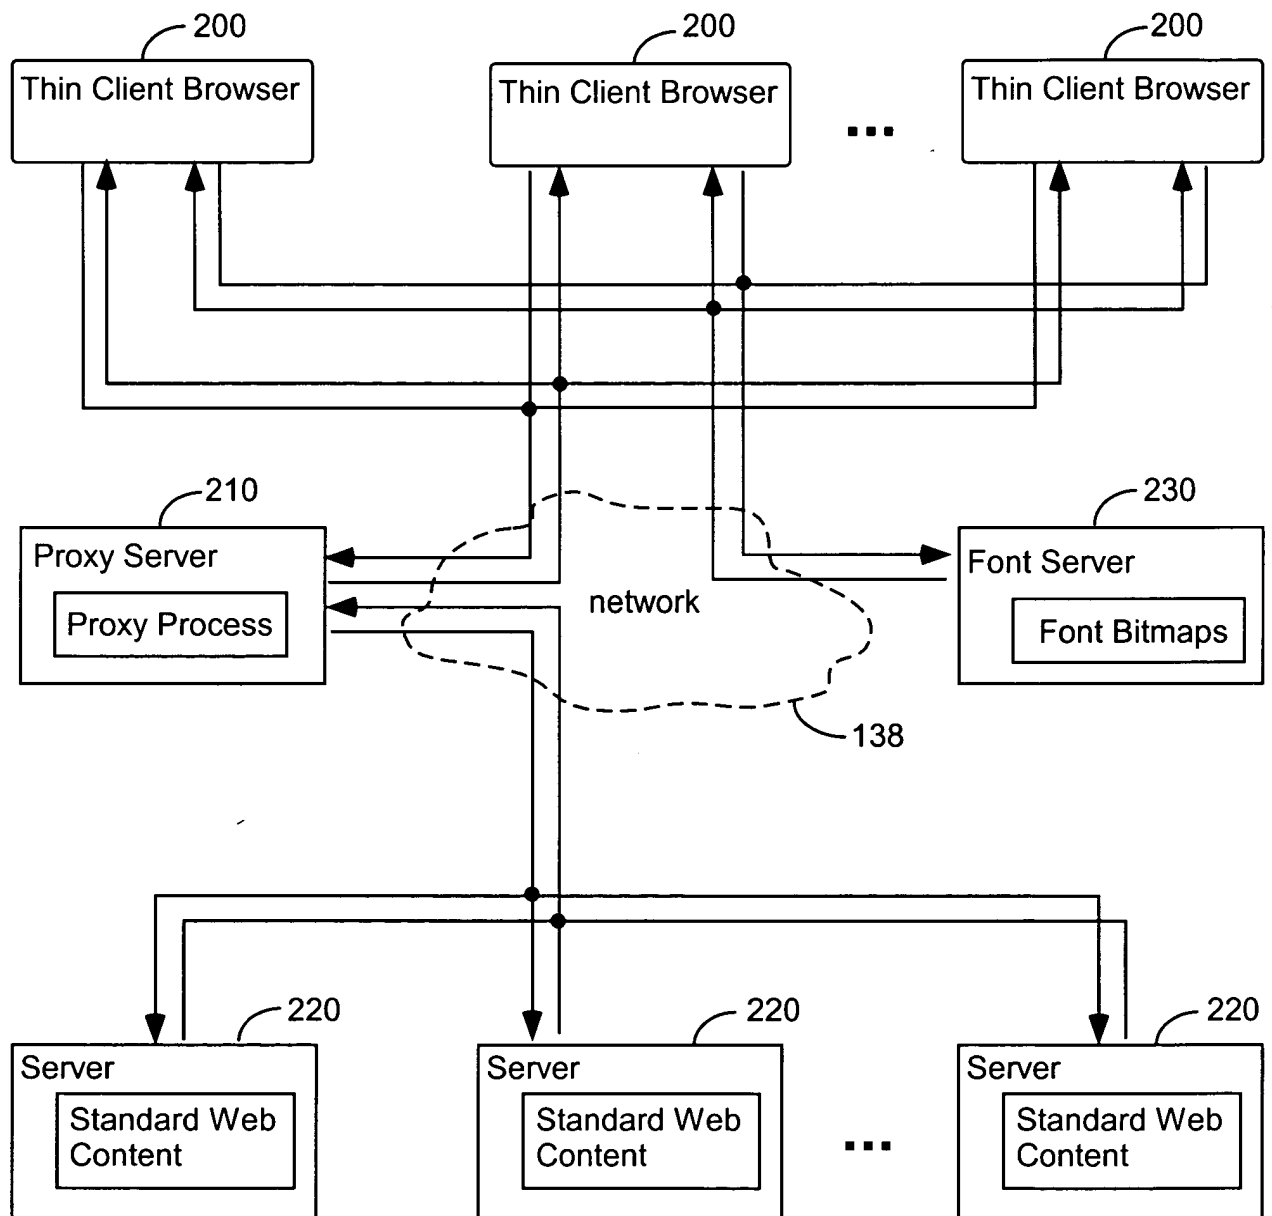 200
200
200
Thin Client Browser
Thin Client Browser
Thin Client Browser
...
210
230
Proxy Server
Proxy Process
network
Font Server
Font Bitmaps
138
220
220
220
Server
Standard Web
Content
Server
Standard Web
Content
...
Server
Standard Web
Content